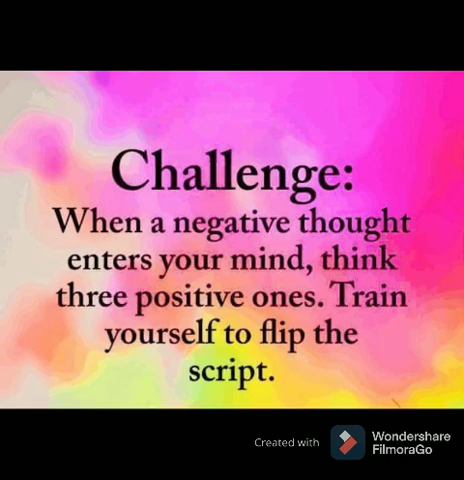 Challenge:
When a negative thought
enters your mind, think
three positive ones. Train
yourself to flip the
script.
Created with
Wondershare
FilmoraGo